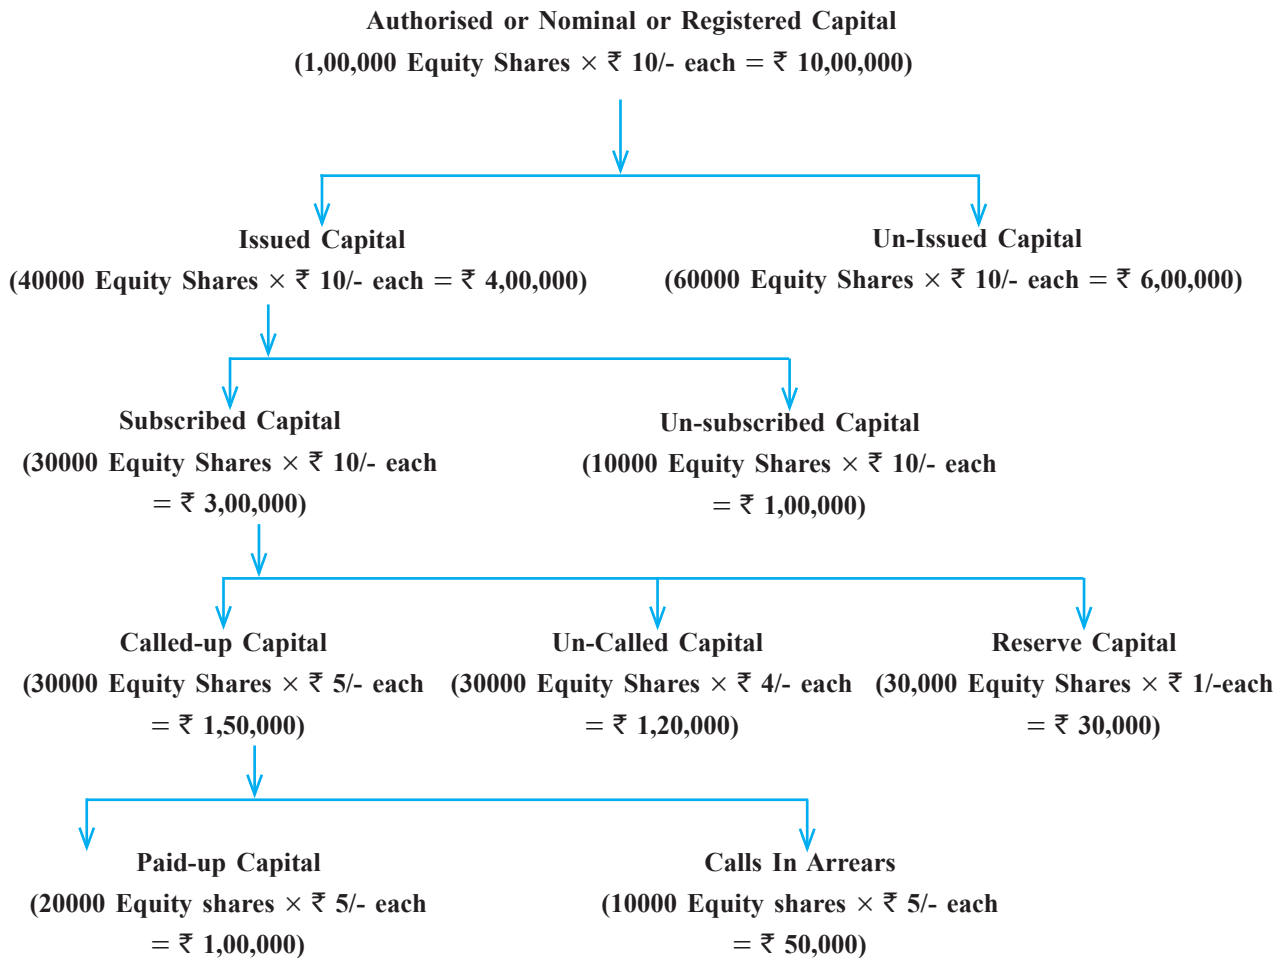 Authorised or Nominal or Registered Capital
(1,00,000 Equity Shares × ₹ 10/- each = ₹ 10,00,000)
Issued Capital
(40000 Equity Shares × ₹ 10/- each = ₹ 4,00,000)
Un-Issued Capital
(60000 Equity Shares × ₹ 10/- each = ₹ 6,00,000)
Subscribed Capital
(30000 Equity Shares × ₹ 10/- each
= ₹ 3,00,000)
Un-subscribed Capital
(10000 Equity Shares × ₹ 10/- each
= ₹ 1,00,000)
Called-up Capital
(30000 Equity Shares × ₹ 5/- each
= ₹ 1,50,000)
Un-Called Capital
(30000 Equity Shares × ₹ 4/- each
= ₹ 1,20,000)
Reserve Capital
(30,000 Equity Shares × ₹ 1/-each
= ₹ 30,000)
Paid-up Capital
(20000 Equity shares × ₹ 5/- each
= ₹ 1,00,000)
Calls In Arrears
(10000 Equity shares × ₹ 5/- each
= ₹ 50,000)